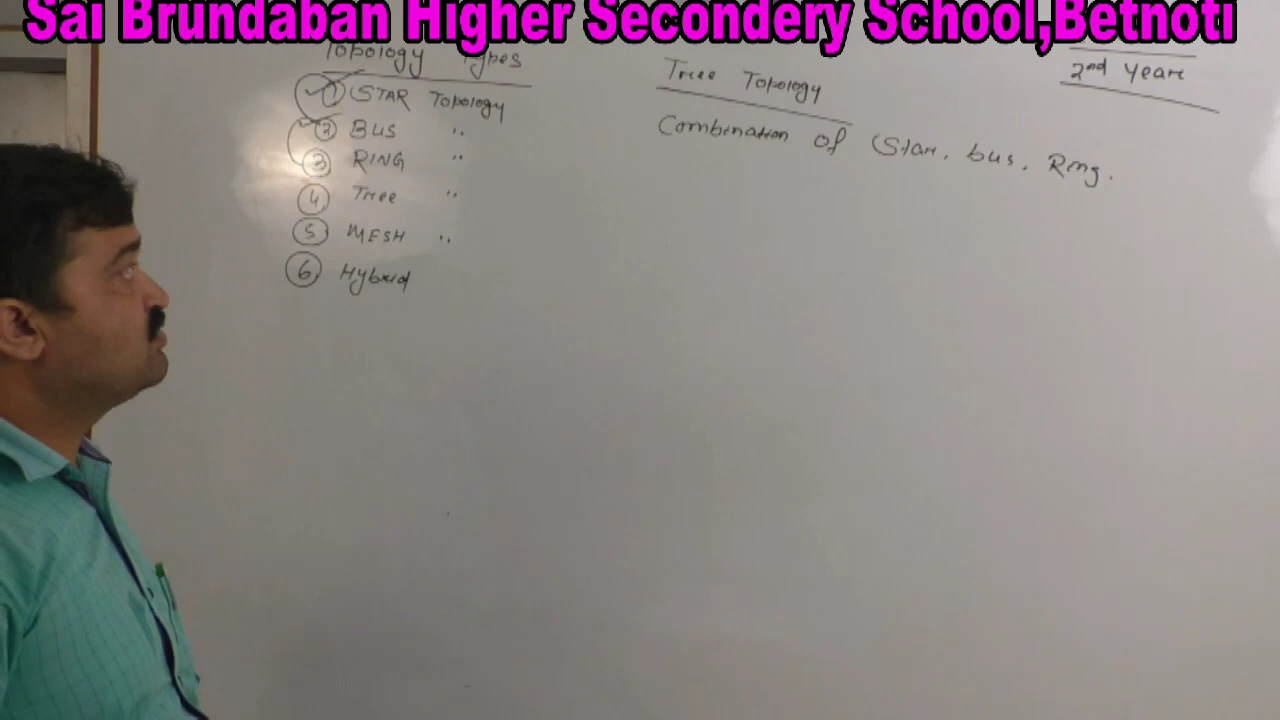 Sai Brundaban Higher Secondery School,Betnoti
Topology Types
① STAR Topology
② BUS "
③ RING "
④ Tree "
⑤ MESH "
⑥ Hybrid
Tree Topology
Combination of Star, bus, Ring.
2nd Year